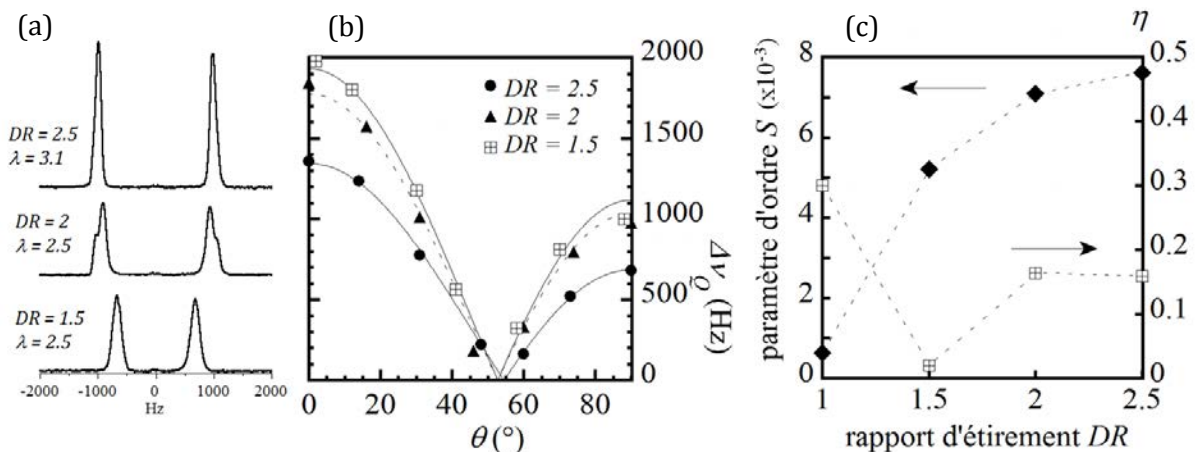 (a)
DR = 2.5
λ = 3.1
DR = 2
λ = 2.5
DR = 1.5
λ = 2.5
-2000 -1000 0 1000 2000
Hz
(b)
DR = 2.5
DR = 2
DR = 1.5
2000
1500
1000
500
0
Δν_Q (Hz)
0 20 40 60 80
θ (°)
(c)
η
paramètre d'ordre S (x10⁻³)
8
6
4
2
0
0.5
0.4
0.3
0.2
0.1
0
1 1.5 2 2.5
rapport d'étirement DR